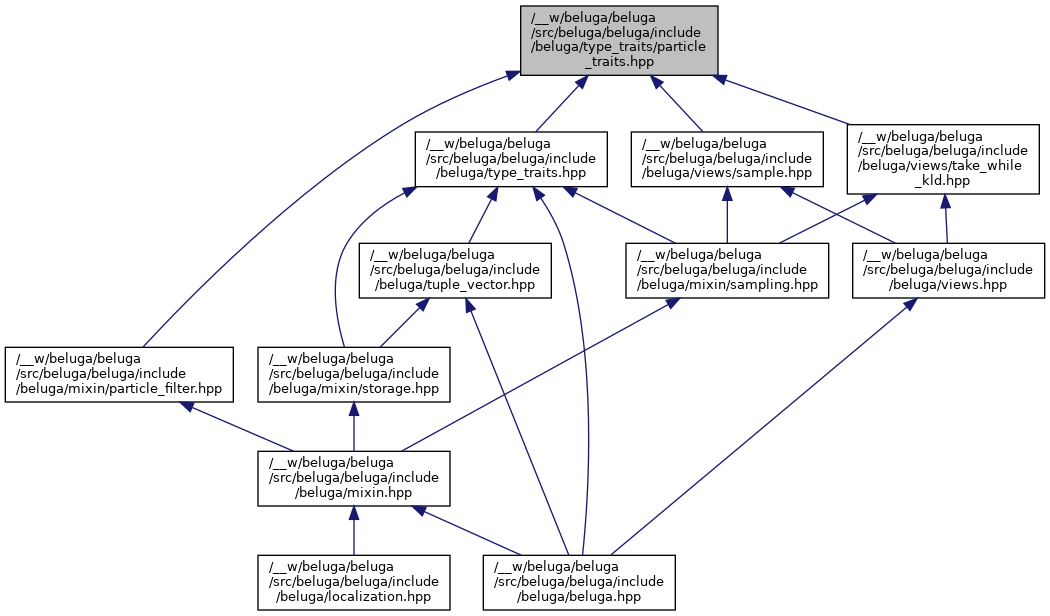 /__w/beluga/beluga
/src/beluga/beluga/include
/beluga/type_traits/particle
_traits.hpp
/__w/beluga/beluga
/src/beluga/beluga/include
/beluga/type_traits.hpp
/__w/beluga/beluga
/src/beluga/beluga/include
/beluga/views/sample.hpp
/__w/beluga/beluga
/src/beluga/beluga/include
/beluga/views/take_while
_kld.hpp
/__w/beluga/beluga
/src/beluga/beluga/include
/beluga/tuple_vector.hpp
/__w/beluga/beluga
/src/beluga/beluga/include
/beluga/mixin/sampling.hpp
/__w/beluga/beluga
/src/beluga/beluga/include
/beluga/views.hpp
/__w/beluga/beluga
/src/beluga/beluga/include
/beluga/mixin/particle_filter.hpp
/__w/beluga/beluga
/src/beluga/beluga/include
/beluga/mixin/storage.hpp
/__w/beluga/beluga
/src/beluga/beluga/include
/beluga/mixin.hpp
/__w/beluga/beluga
/src/beluga/beluga/include
/beluga/localization.hpp
/__w/beluga/beluga
/src/beluga/beluga/include
/beluga/beluga.hpp